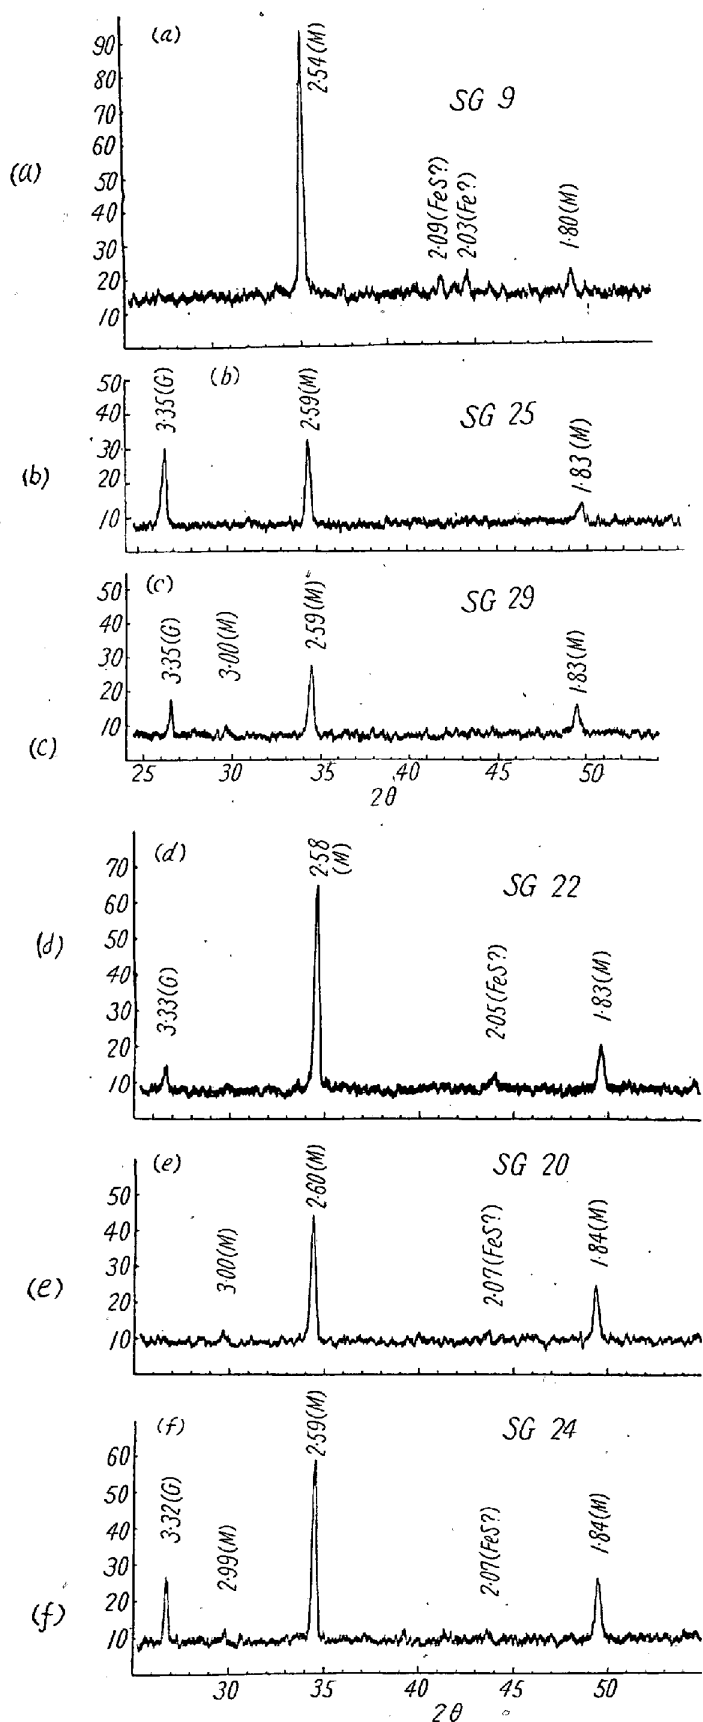 (a)
(a)
SG 9
90
80
70
60
50
40
30
20
10
2·54(M)
2·09(FeS?)
2·03(Fe?)
1·80(M)
(b)
(b)
SG 25
50
40
30
20
10
3·35(G)
2·59(M)
1·83(M)
(c)
(c)
SG 29
50
40
30
20
10
3·35(G)
3·00(M)
2·59(M)
1·83(M)
25 30 35 40 45 50
2θ
(d)
(d)
SG 22
70
60
50
40
30
20
10
3·33(G)
2·58
(M)
2·05(FeS?)
1·83(M)
(e)
(e)
SG 20
50
40
30
20
10
3·00(M)
2·60(M)
2·07(FeS?)
1·84(M)
(f)
(f)
SG 24
60
50
40
30
20
10
3·32(G)
2·99(M)
2·59(M)
2·07(FeS?)
1·84(M)
30 35 40 45 50
2θ